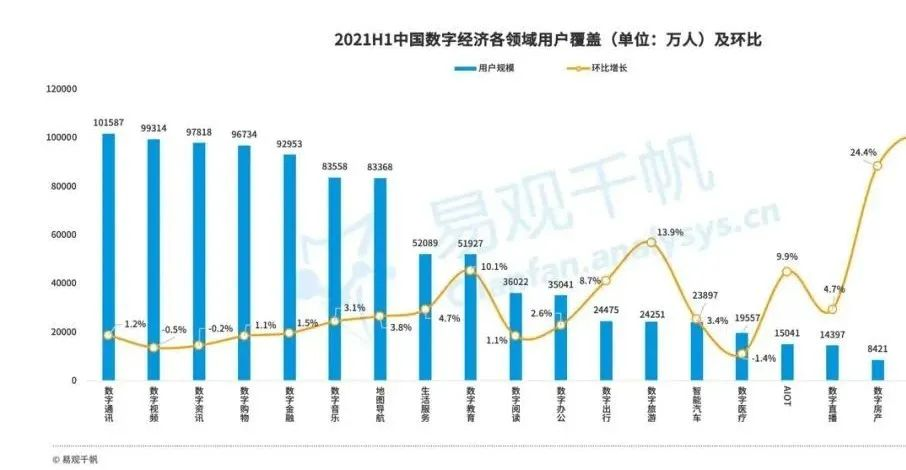 2021H1中国数字经济各领域用户覆盖（单位：万人）及环比
用户规模 环比增长
120000
100000
80000
60000
40000
20000
0
101587 99314 97818 96734 92953 83558 83368 52089 51927 36022 35041 24475 24251 23897 19557 15041 14397 8421
1.2% -0.5% -0.2% 1.1% 1.5% 3.1% 3.8% 4.7% 10.1% 1.1% 2.6% 8.7% 13.9% 3.4% -1.4% 9.9% 4.7% 24.4%
易观千帆
qianfan.analysys.cn
数字通讯
数字视频
数字资讯
数字购物
数字金融
数字音乐
地图导航
生活服务
数字教育
数字阅读
数字办公
数字出行
数字旅游
智能汽车
数字医疗
AIOT
数字直播
数字房产
© 易观千帆